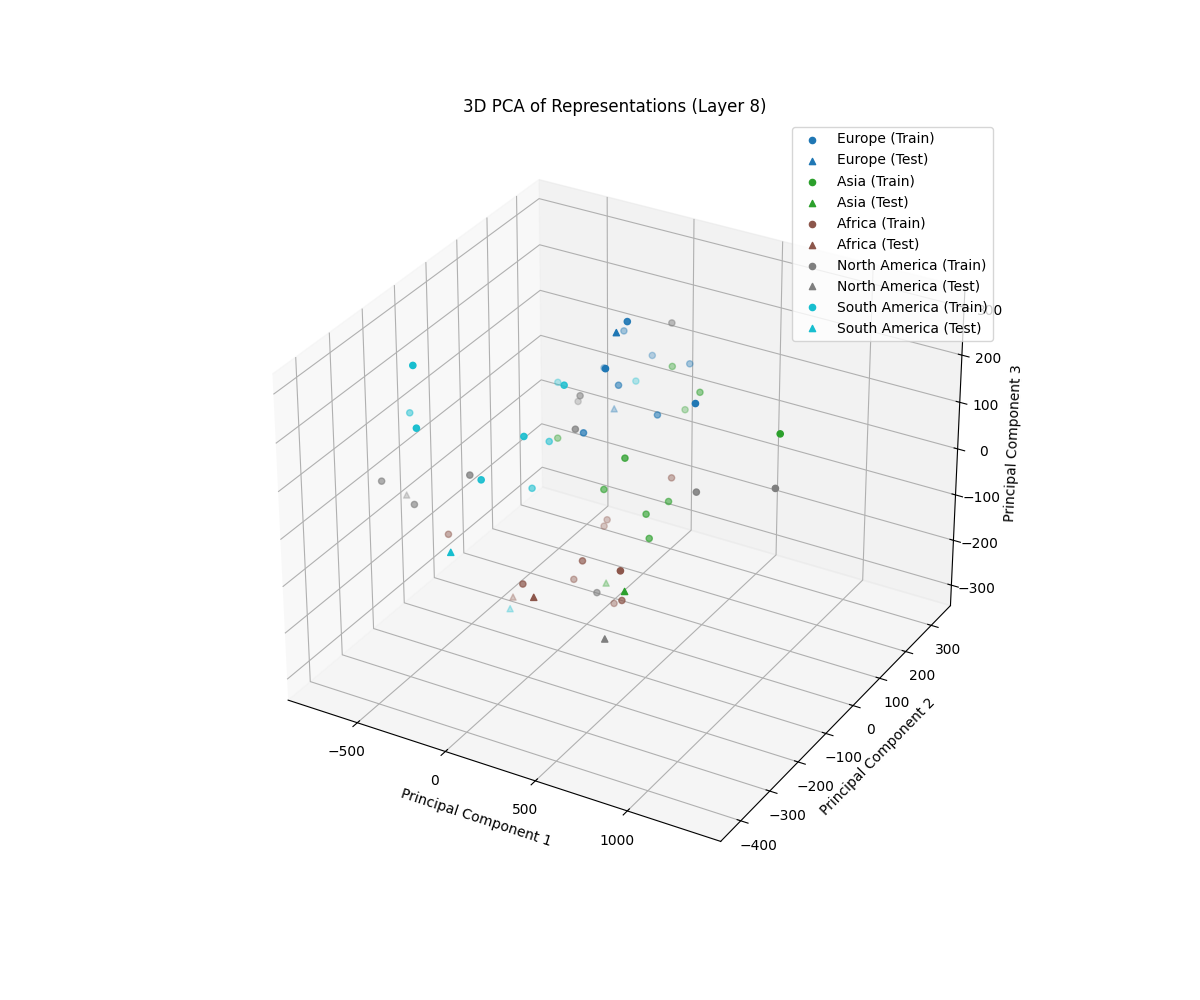 3D PCA of Representations (Layer 8)
Europe (Train)
Europe (Test)
Asia (Train)
Asia (Test)
Africa (Train)
Africa (Test)
North America (Train)
North America (Test)
South America (Train)
South America (Test)
200
100
0
−100
−200
−300
Principal Component 3
300
200
100
0
−100
−200
−300
−400
Principal Component 2
−500
0
500
1000
Principal Component 1